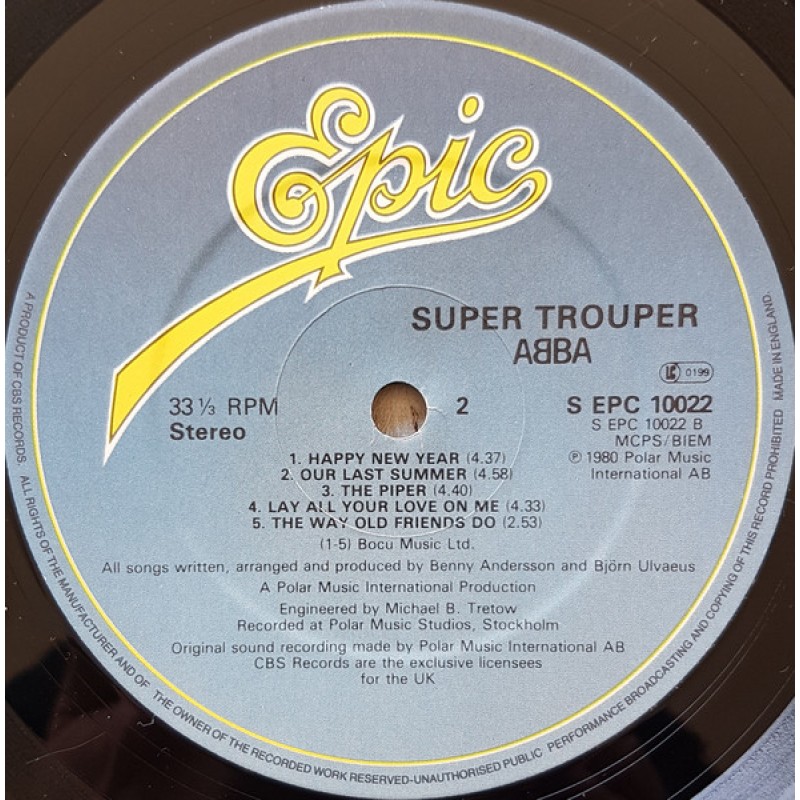 Epic
SUPER TROUPER
ABBA
LC 0199
33⅓ RPM
Stereo
2
S EPC 10022
S EPC 10022 B
MCPS/BIEM
℗ 1980 Polar Music
International AB
1. HAPPY NEW YEAR (4.37)
2. OUR LAST SUMMER (4.58)
3. THE PIPER (4.40)
4. LAY ALL YOUR LOVE ON ME (4.33)
5. THE WAY OLD FRIENDS DO (2.53)
(1-5) Bocu Music Ltd.
All songs written, arranged and produced by Benny Andersson and Björn Ulvaeus
A Polar Music International Production
Engineered by Michael B. Tretow
Recorded at Polar Music Studios, Stockholm
Original sound recording made by Polar Music International AB
CBS Records are the exclusive licensees
for the UK
A PRODUCT OF CBS RECORDS. ALL RIGHTS OF THE MANUFACTURER AND OF THE OWNER OF THE RECORDED WORK RESERVED-UNAUTHORISED PUBLIC PERFORMANCE BROADCASTING AND COPYING OF THIS RECORD PROHIBITED MADE IN ENGLAND.